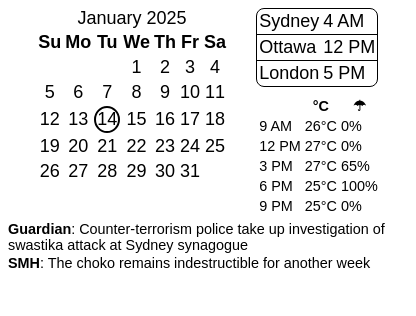 January 2025
Su Mo Tu We Th Fr Sa
1 2 3 4
5 6 7 8 9 10 11
12 13 14 15 16 17 18
19 20 21 22 23 24 25
26 27 28 29 30 31
Sydney 4 AM
Ottawa 12 PM
London 5 PM
°C ☂
9 AM 26°C 0%
12 PM 27°C 0%
3 PM 27°C 65%
6 PM 25°C 100%
9 PM 25°C 0%
Guardian: Counter-terrorism police take up investigation of
swastika attack at Sydney synagogue
SMH: The choko remains indestructible for another week